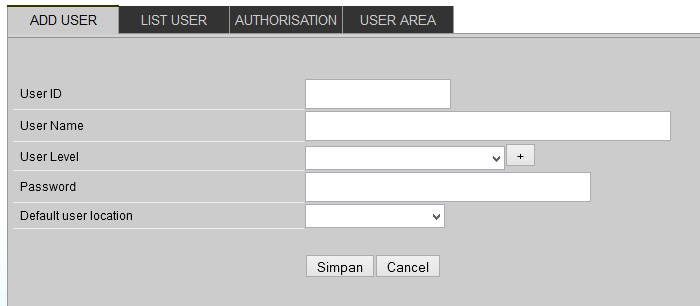 ADD USER LIST USER AUTHORISATION USER AREA
User ID
User Name
User Level +
Password
Default user location
Simpan Cancel